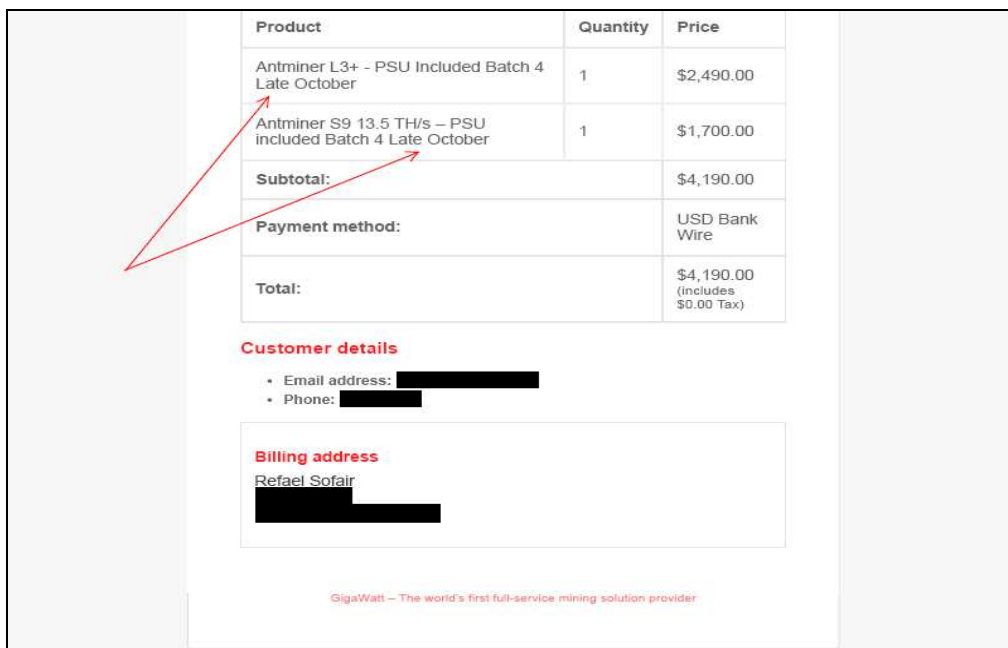 Product Quantity Price
Antminer L3+ - PSU Included Batch 4
Late October
1
$2,490.00
Antminer S9 13.5 TH/s – PSU
included Batch 4 Late October
1
$1,700.00
Subtotal:
$4,190.00
Payment method:
USD Bank
Wire
Total:
$4,190.00
(includes
$0.00 Tax)
Customer details
• Email address:
• Phone:
Billing address
Refael Sofair
GigaWatt – The world's first full-service mining solution provider